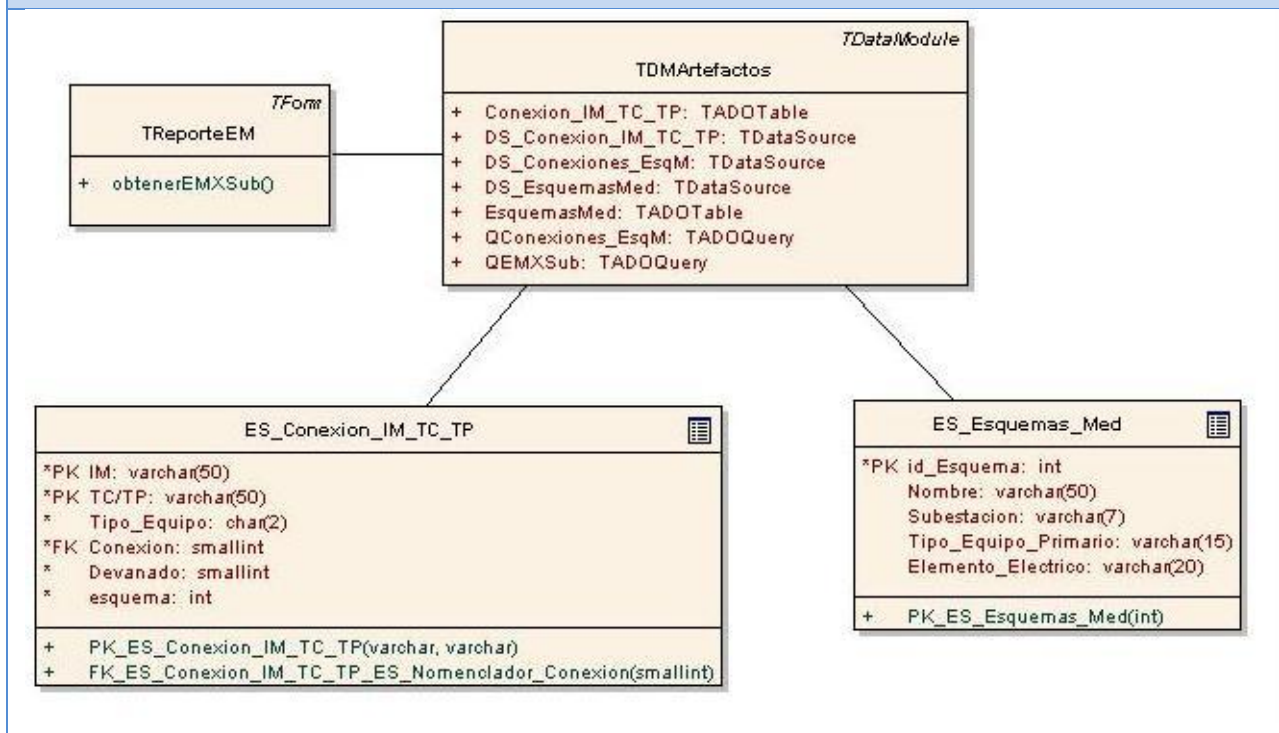 TForm
TReporteEM
+ obtenerEMXSub()
TDataModule
TDMArtefactos
+ Conexion_IM_TC_TP: TADOTable
+ DS_Conexion_IM_TC_TP: TDataSource
+ DS_Conexiones_EsqM: TDataSource
+ DS_EsquemasMed: TDataSource
+ EsquemasMed: TADOTable
+ QConexiones_EsqM: TADOQuery
+ QEMXSub: TADOQuery
ES_Conexion_IM_TC_TP
*PK IM: varchar(50)
*PK TC/TP: varchar(50)
* Tipo_Equipo: char(2)
*FK Conexion: smallint
* Devanado: smallint
* esquema: int
+ PK_ES_Conexion_IM_TC_TP(varchar, varchar)
+ FK_ES_Conexion_IM_TC_TP_ES_Nomenclador_Conexion(smallint)
ES_Esquemas_Med
*PK id_Esquema: int
Nombre: varchar(50)
Subestacion: varchar(7)
Tipo_Equipo_Primario: varchar(15)
Elemento_Electrico: varchar(20)
+ PK_ES_Esquemas_Med(int)